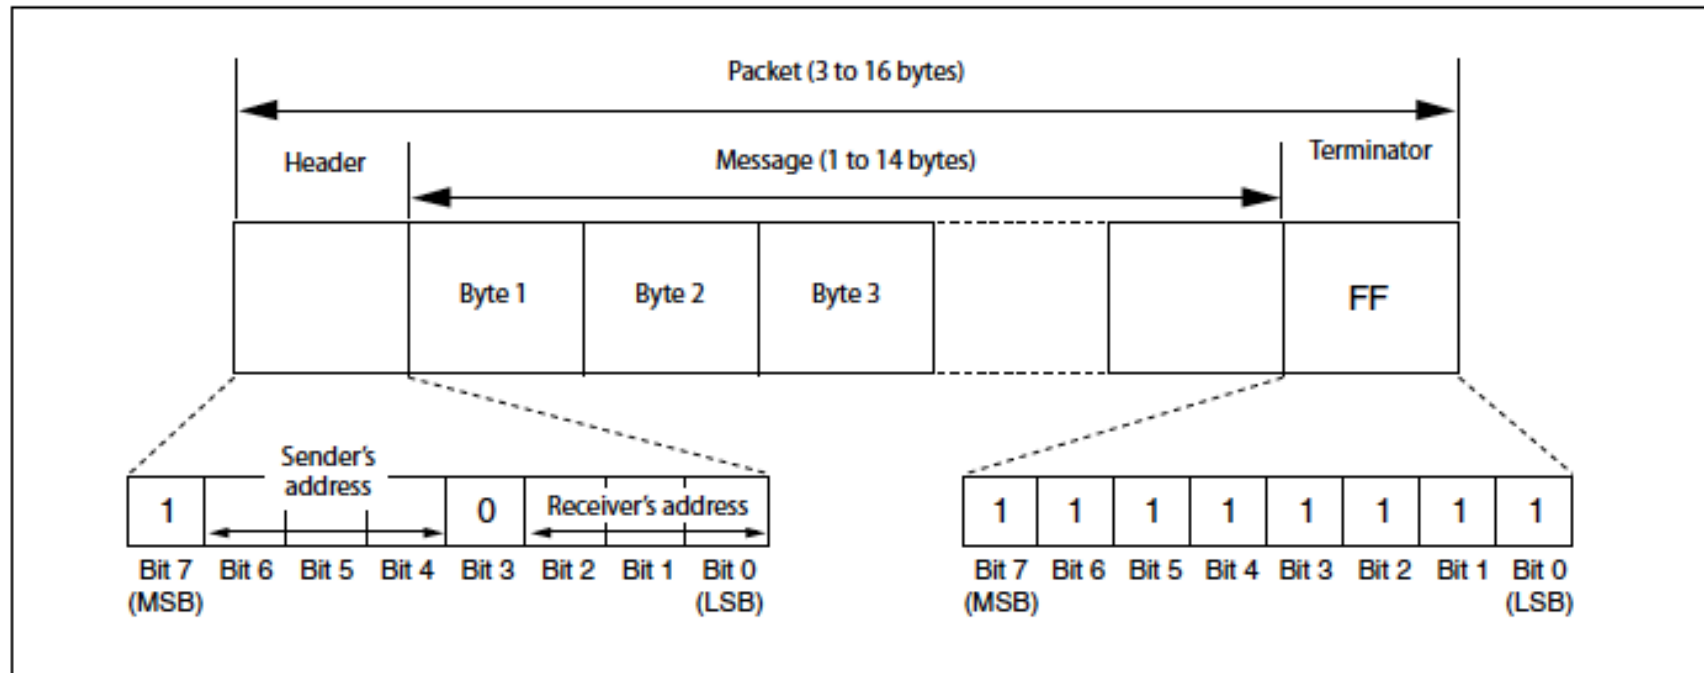 Packet (3 to 16 bytes)
Header
Message (1 to 14 bytes)
Terminator
Byte 1
Byte 2
Byte 3
FF
Sender's
address
1
0
Receiver's address
1 1 1 1 1 1 1 1
Bit 7 Bit 6 Bit 5 Bit 4 Bit 3 Bit 2 Bit 1 Bit 0
(MSB) (LSB)
Bit 7 Bit 6 Bit 5 Bit 4 Bit 3 Bit 2 Bit 1 Bit 0
(MSB) (LSB)